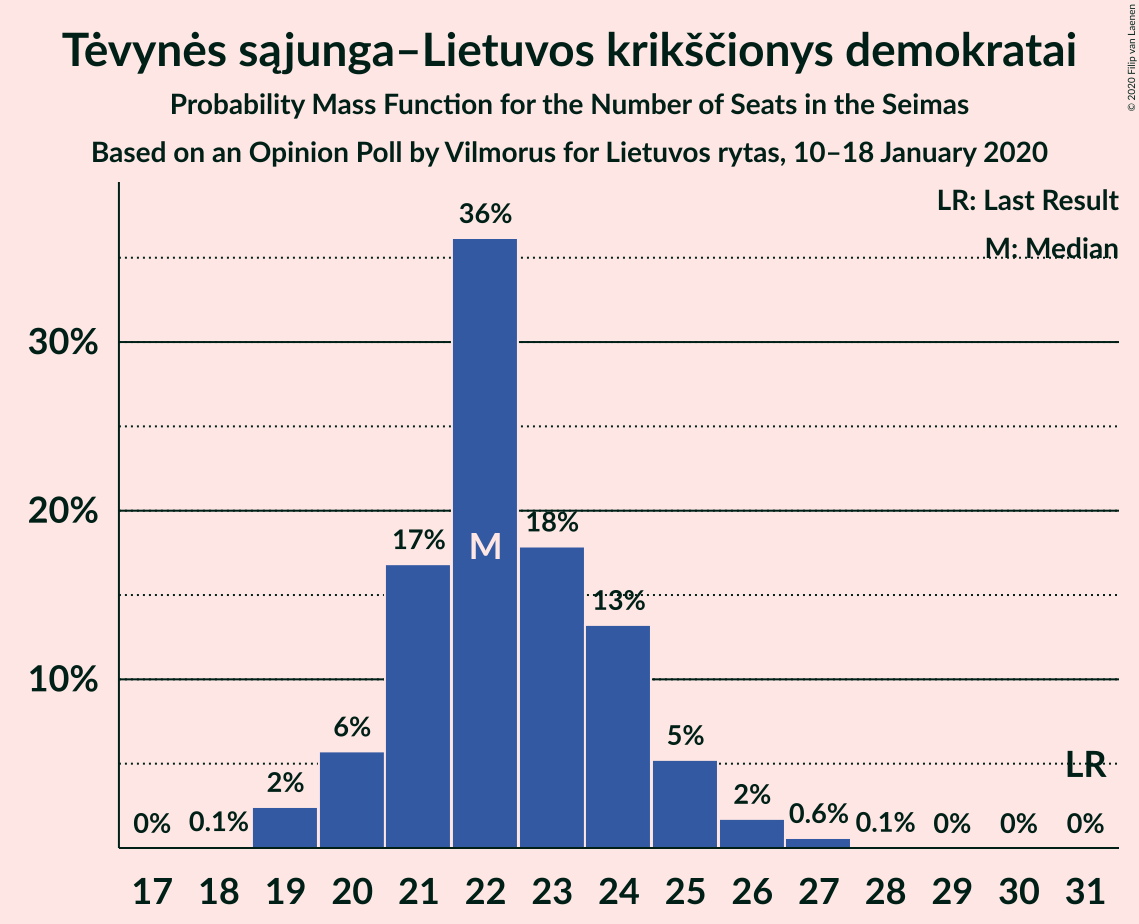 Tėvynės sąjunga–Lietuvos krikščionys demokratai
Probability Mass Function for the Number of Seats in the Seimas
Based on an Opinion Poll by Vilmorus for Lietuvos rytas, 10–18 January 2020
© 2020 Filip van Laenen
LR: Last Result
M: Median
36%
30%
20%
18%
17%
M
13%
10%
6%
5%
LR
2%
2%
0.6%
0% 0.1% 0.1% 0% 0% 0%
17 18 19 20 21 22 23 24 25 26 27 28 29 30 31